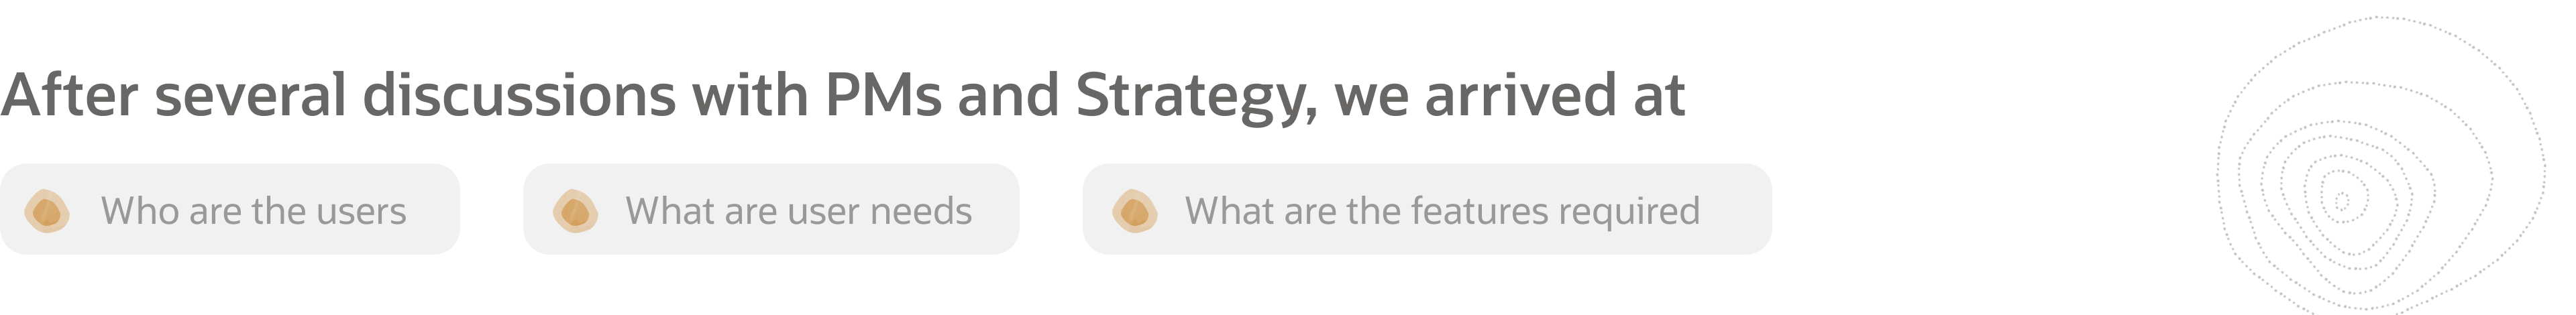 After several discussions with PMs and Strategy, we arrived at
Who are the users
What are user needs
What are the features required